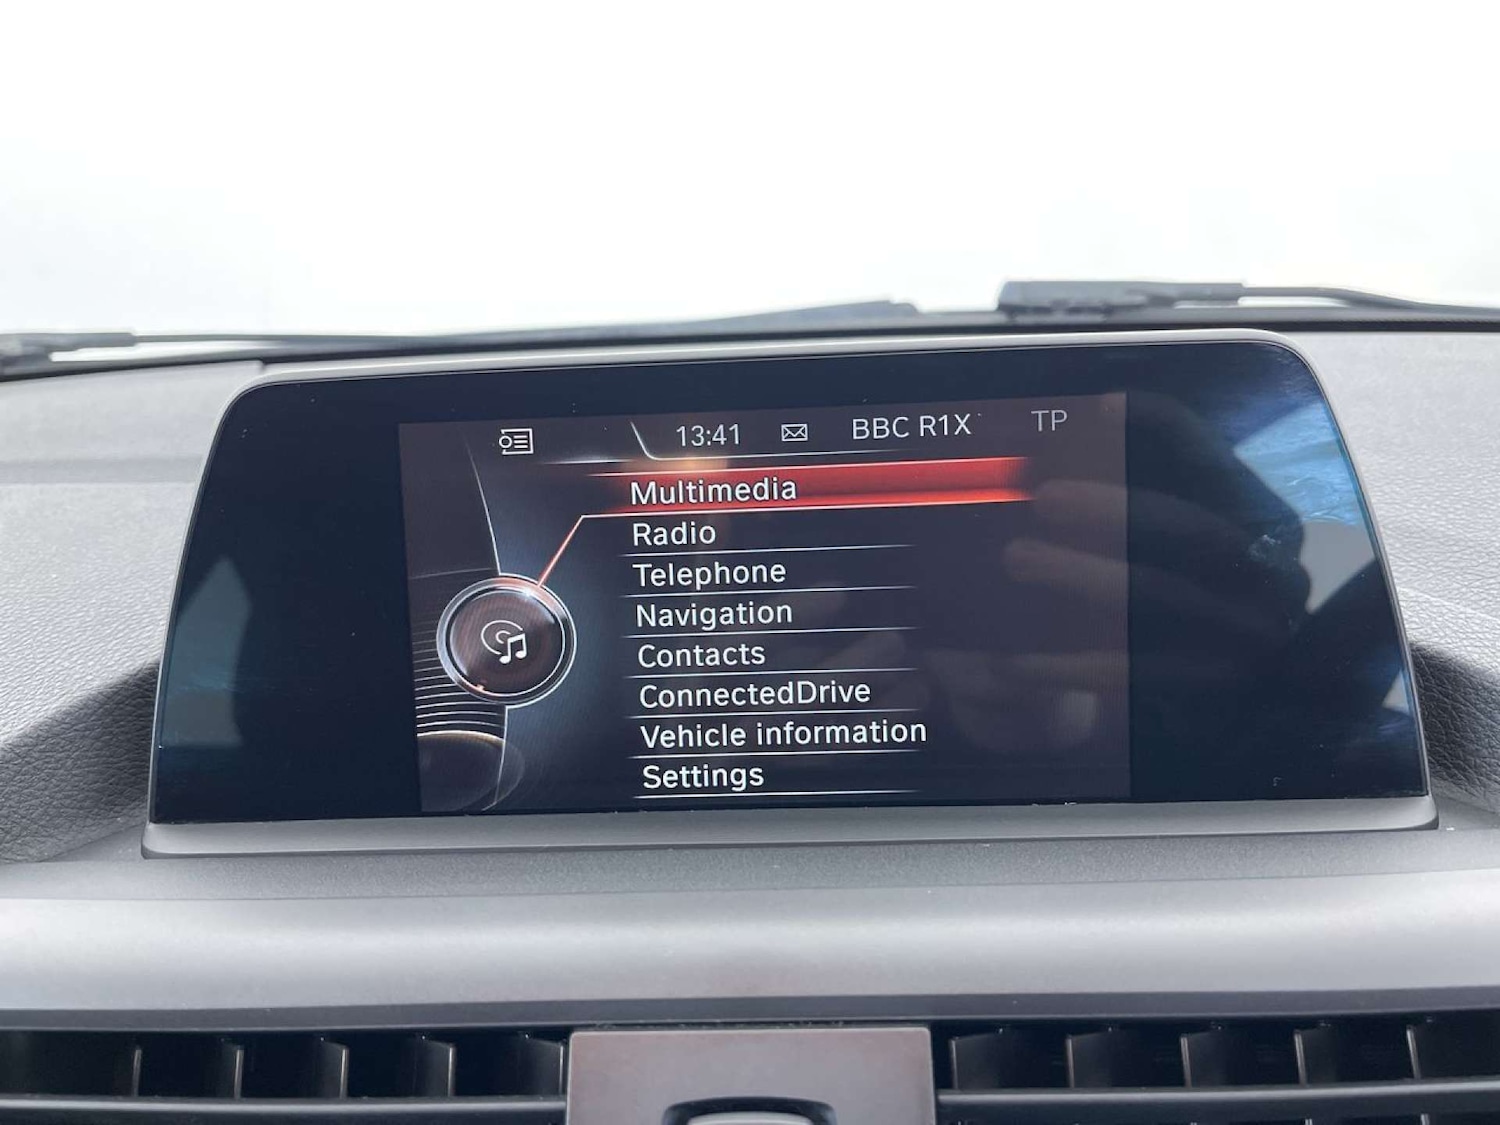 13:41 BBC R1X TP
Multimedia
Radio
Telephone
Navigation
Contacts
ConnectedDrive
Vehicle information
Settings